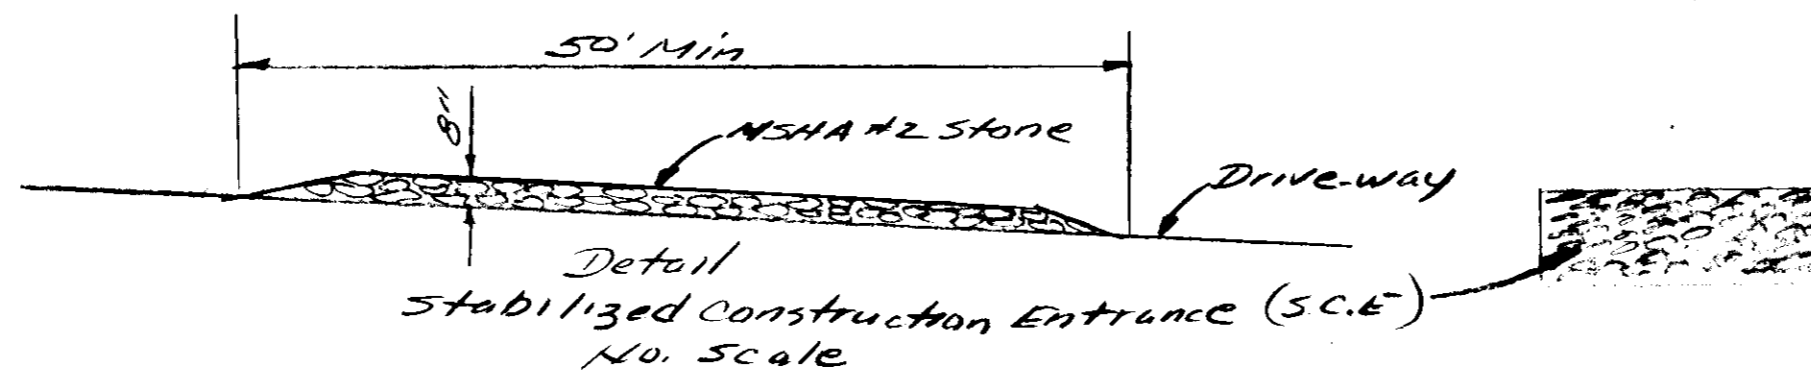 50' Min
8"
MSHA #2 Stone
Drive-way
Detail
Stabilized Construction Entrance (S.C.E)
No. Scale